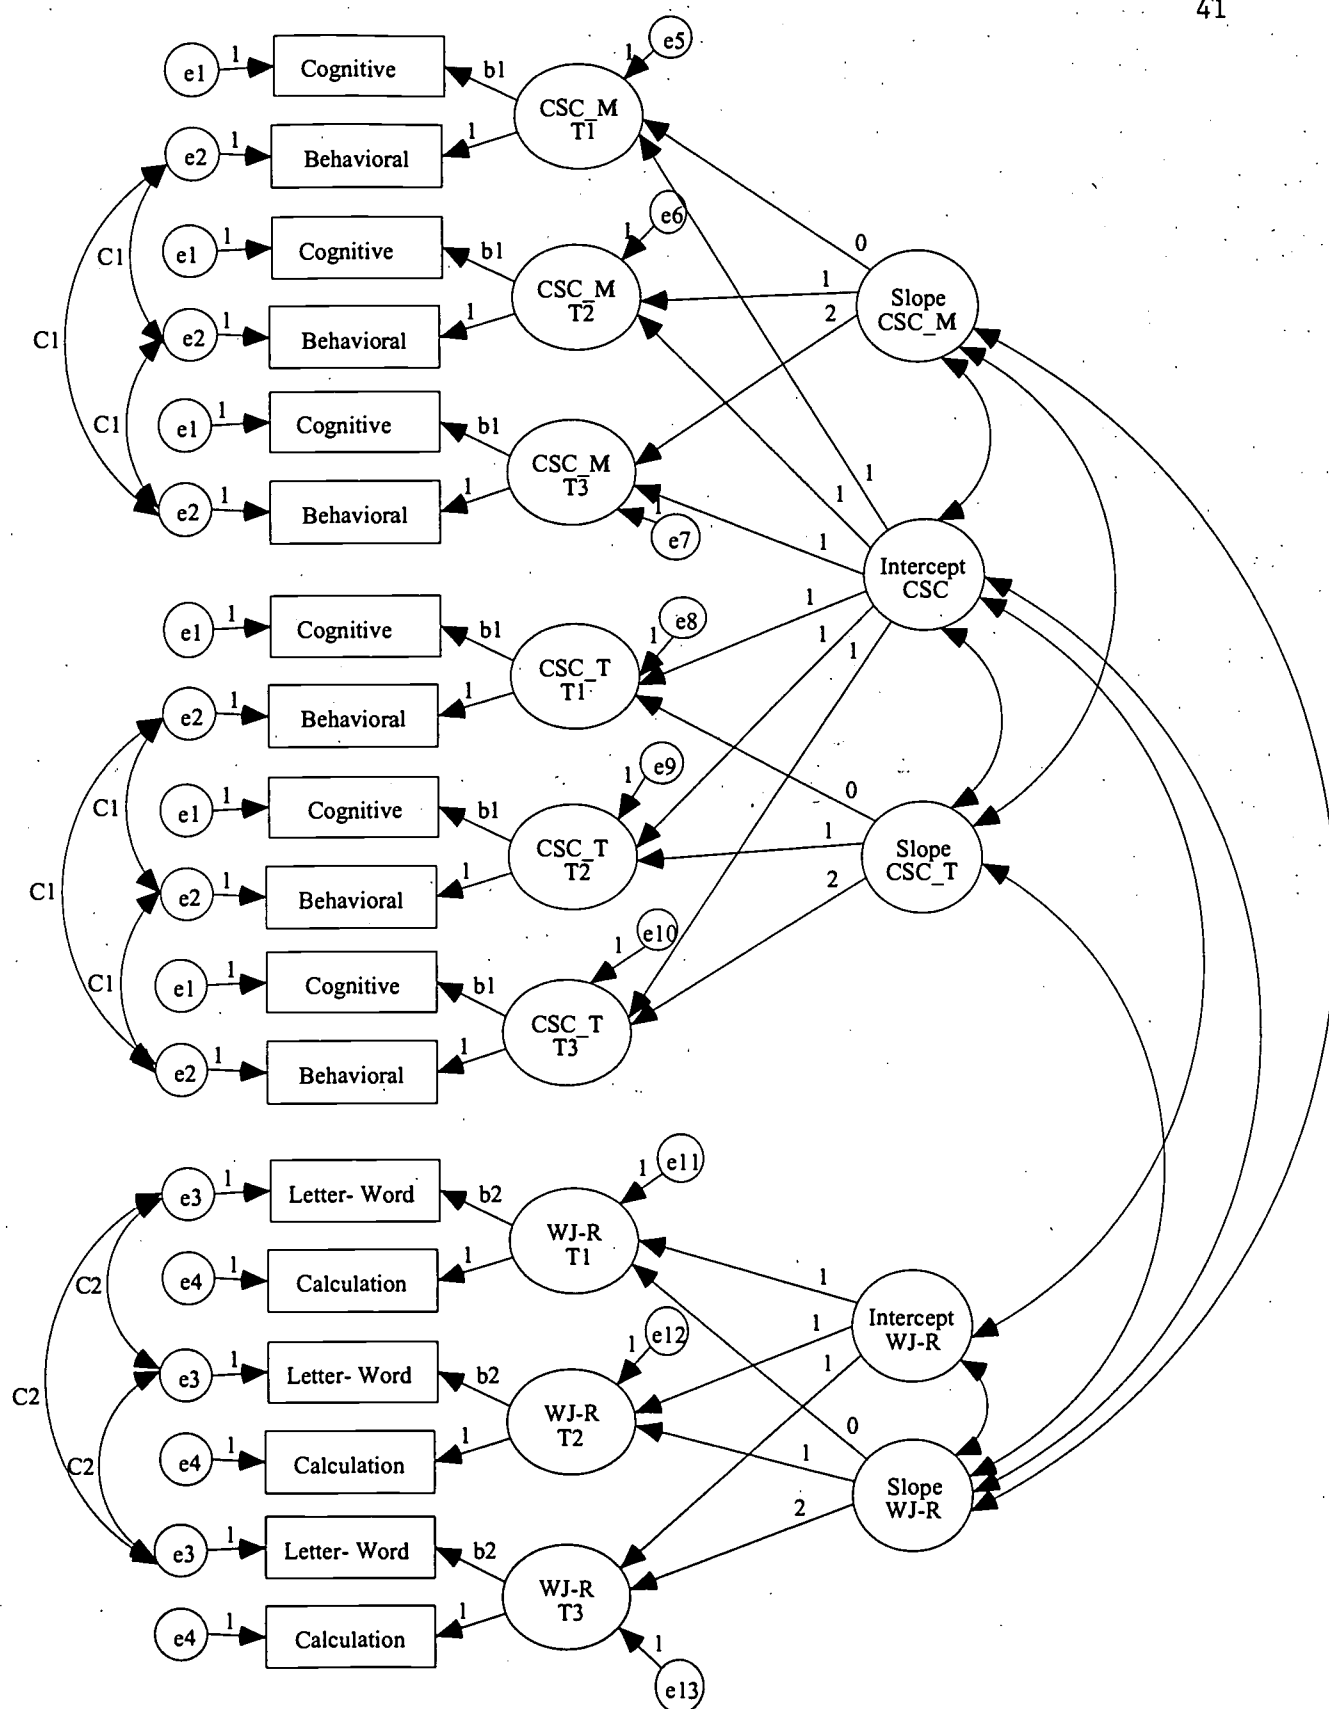 41
e5
1
e1
1
Cognitive
b1
CSC_M
T1
e2
1
Behavioral
1
e6
1
0
C1
e1
1
Cognitive
b1
CSC_M
T2
1
Slope
CSC_M
2
C1
e2
1
Behavioral
1
C1
e1
1
Cognitive
b1
CSC_M
T3
1
1
e2
1
Behavioral
1
1
e7
1
Intercept
CSC
1
1
1
e8
1
e1
1
Cognitive
b1
CSC_T
T1
e2
1
Behavioral
1
e9
1
0
C1
e1
1
Cognitive
b1
CSC_T
T2
1
Slope
CSC_T
2
C1
e2
1
Behavioral
1
e10
1
C1
e1
1
Cognitive
b1
CSC_T
T3
e2
1
Behavioral
1
e11
1
e3
1
Letter- Word
b2
WJ-R
T1
C2
e4
1
Calculation
1
1
Intercept
WJ-R
1
e12
1
1
C2
e3
1
Letter- Word
b2
WJ-R
T2
0
C2
e4
1
Calculation
1
1
Slope
WJ-R
2
e3
1
Letter- Word
b2
WJ-R
T3
e4
1
Calculation
1
1
e13